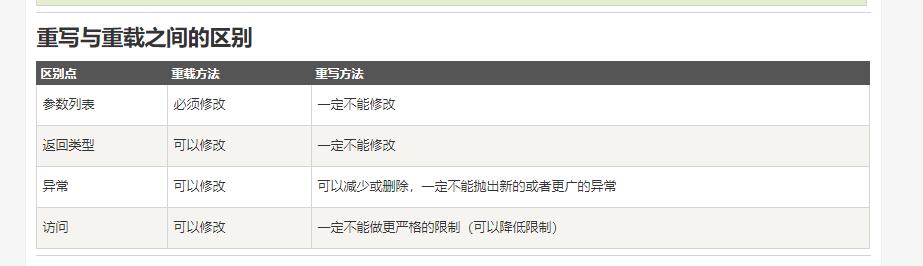 重写与重载之间的区别
区别点 重载方法 重写方法
参数列表 必须修改 一定不能修改
返回类型 可以修改 一定不能修改
异常 可以修改 可以减少或删除，一定不能抛出新的或者更广的异常
访问 可以修改 一定不能做更严格的限制（可以降低限制）